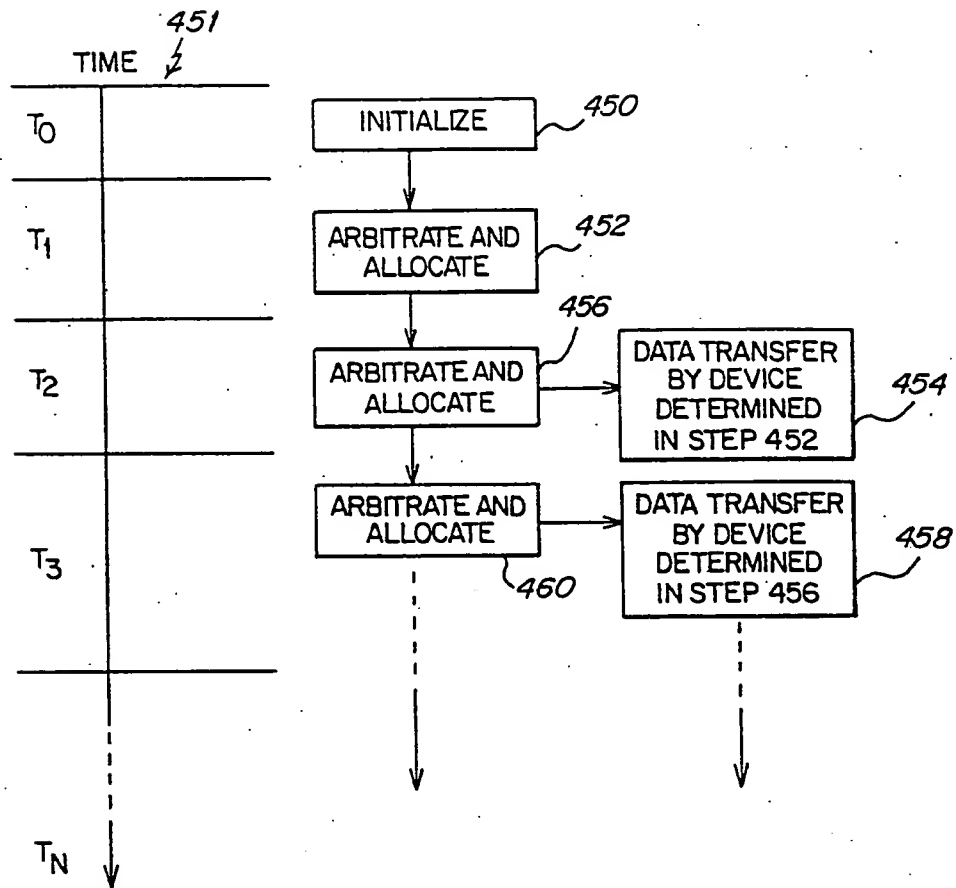 451
TIME
T0
INITIALIZE
450
T1
ARBITRATE AND
ALLOCATE
452
T2
ARBITRATE AND
ALLOCATE
456
DATA TRANSFER
BY DEVICE
DETERMINED
IN STEP 452
454
T3
ARBITRATE AND
ALLOCATE
460
DATA TRANSFER
BY DEVICE
DETERMINED
IN STEP 456
458
TN